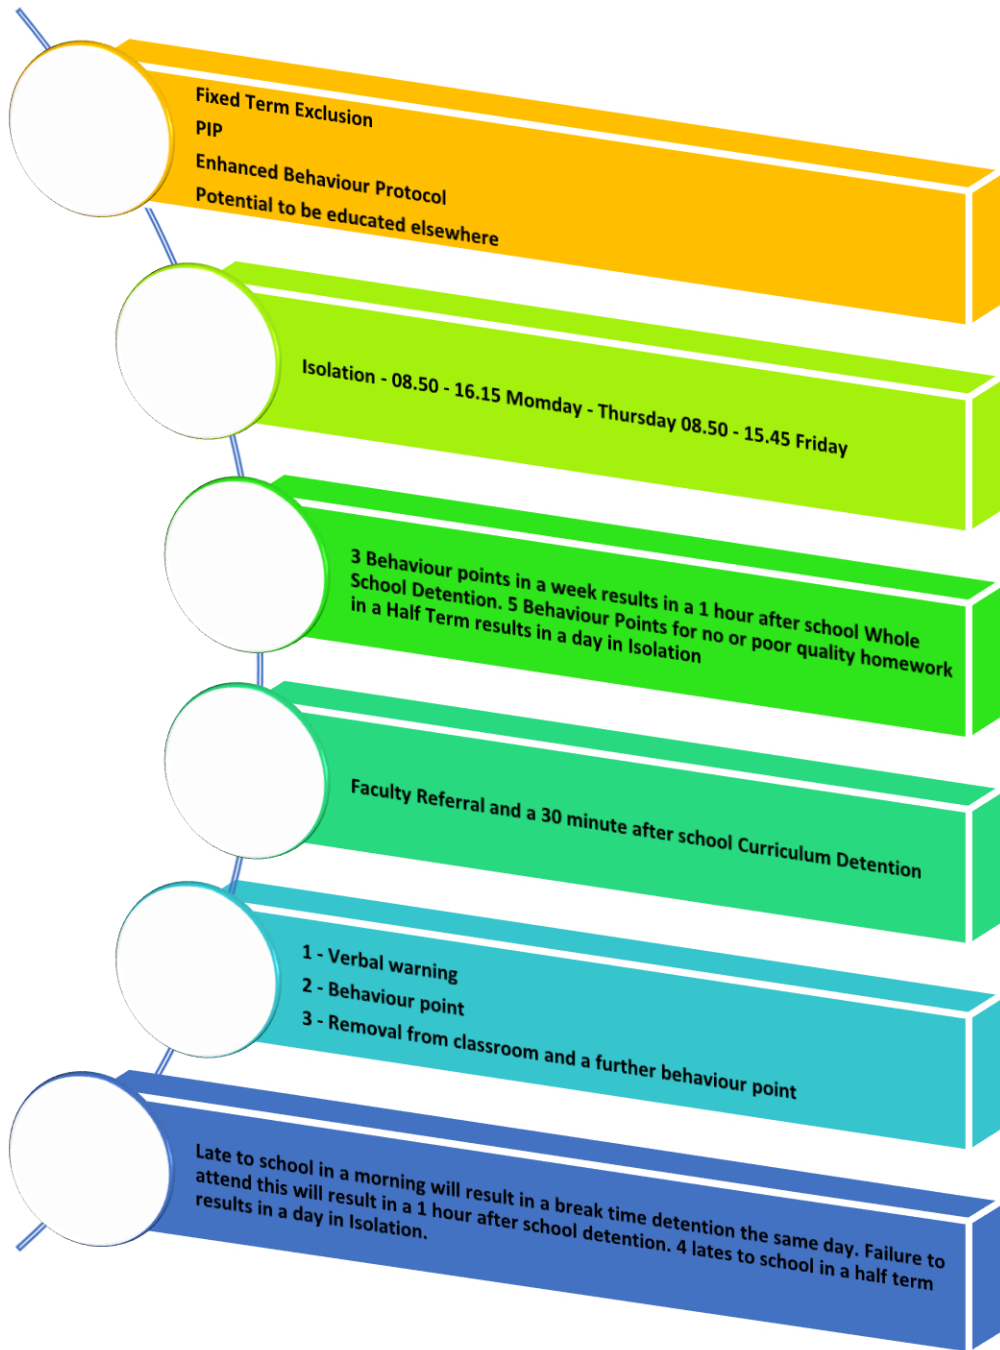 Fixed Term Exclusion
PIP
Enhanced Behaviour Protocol
Potential to be educated elsewhere
Isolation - 08.50 - 16.15 Momday - Thursday 08.50 - 15.45 Friday
3 Behaviour points in a week results in a 1 hour after school Whole
School Detention. 5 Behaviour Points for no or poor quality homework
in a Half Term results in a day in Isolation
Faculty Referral and a 30 minute after school Curriculum Detention
1 - Verbal warning
2 - Behaviour point
3 - Removal from classroom and a further behaviour point
Late to school in a morning will result in a break time detention the same day. Failure to
attend this will result in a 1 hour after school detention. 4 lates to school in a half term
results in a day in Isolation.